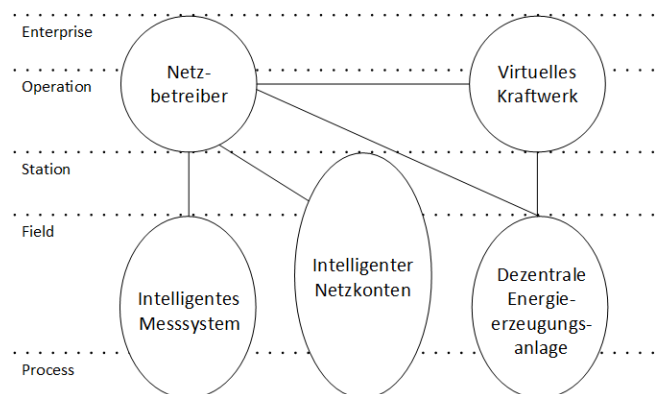 Enterprise
Netz-
betreiber
Virtuelles
Kraftwerk
Operation
Station
Field
Intelligentes
Messsystem
Intelligenter
Netzkonten
Dezentrale
Energie-
erzeugungs-
anlage
Process